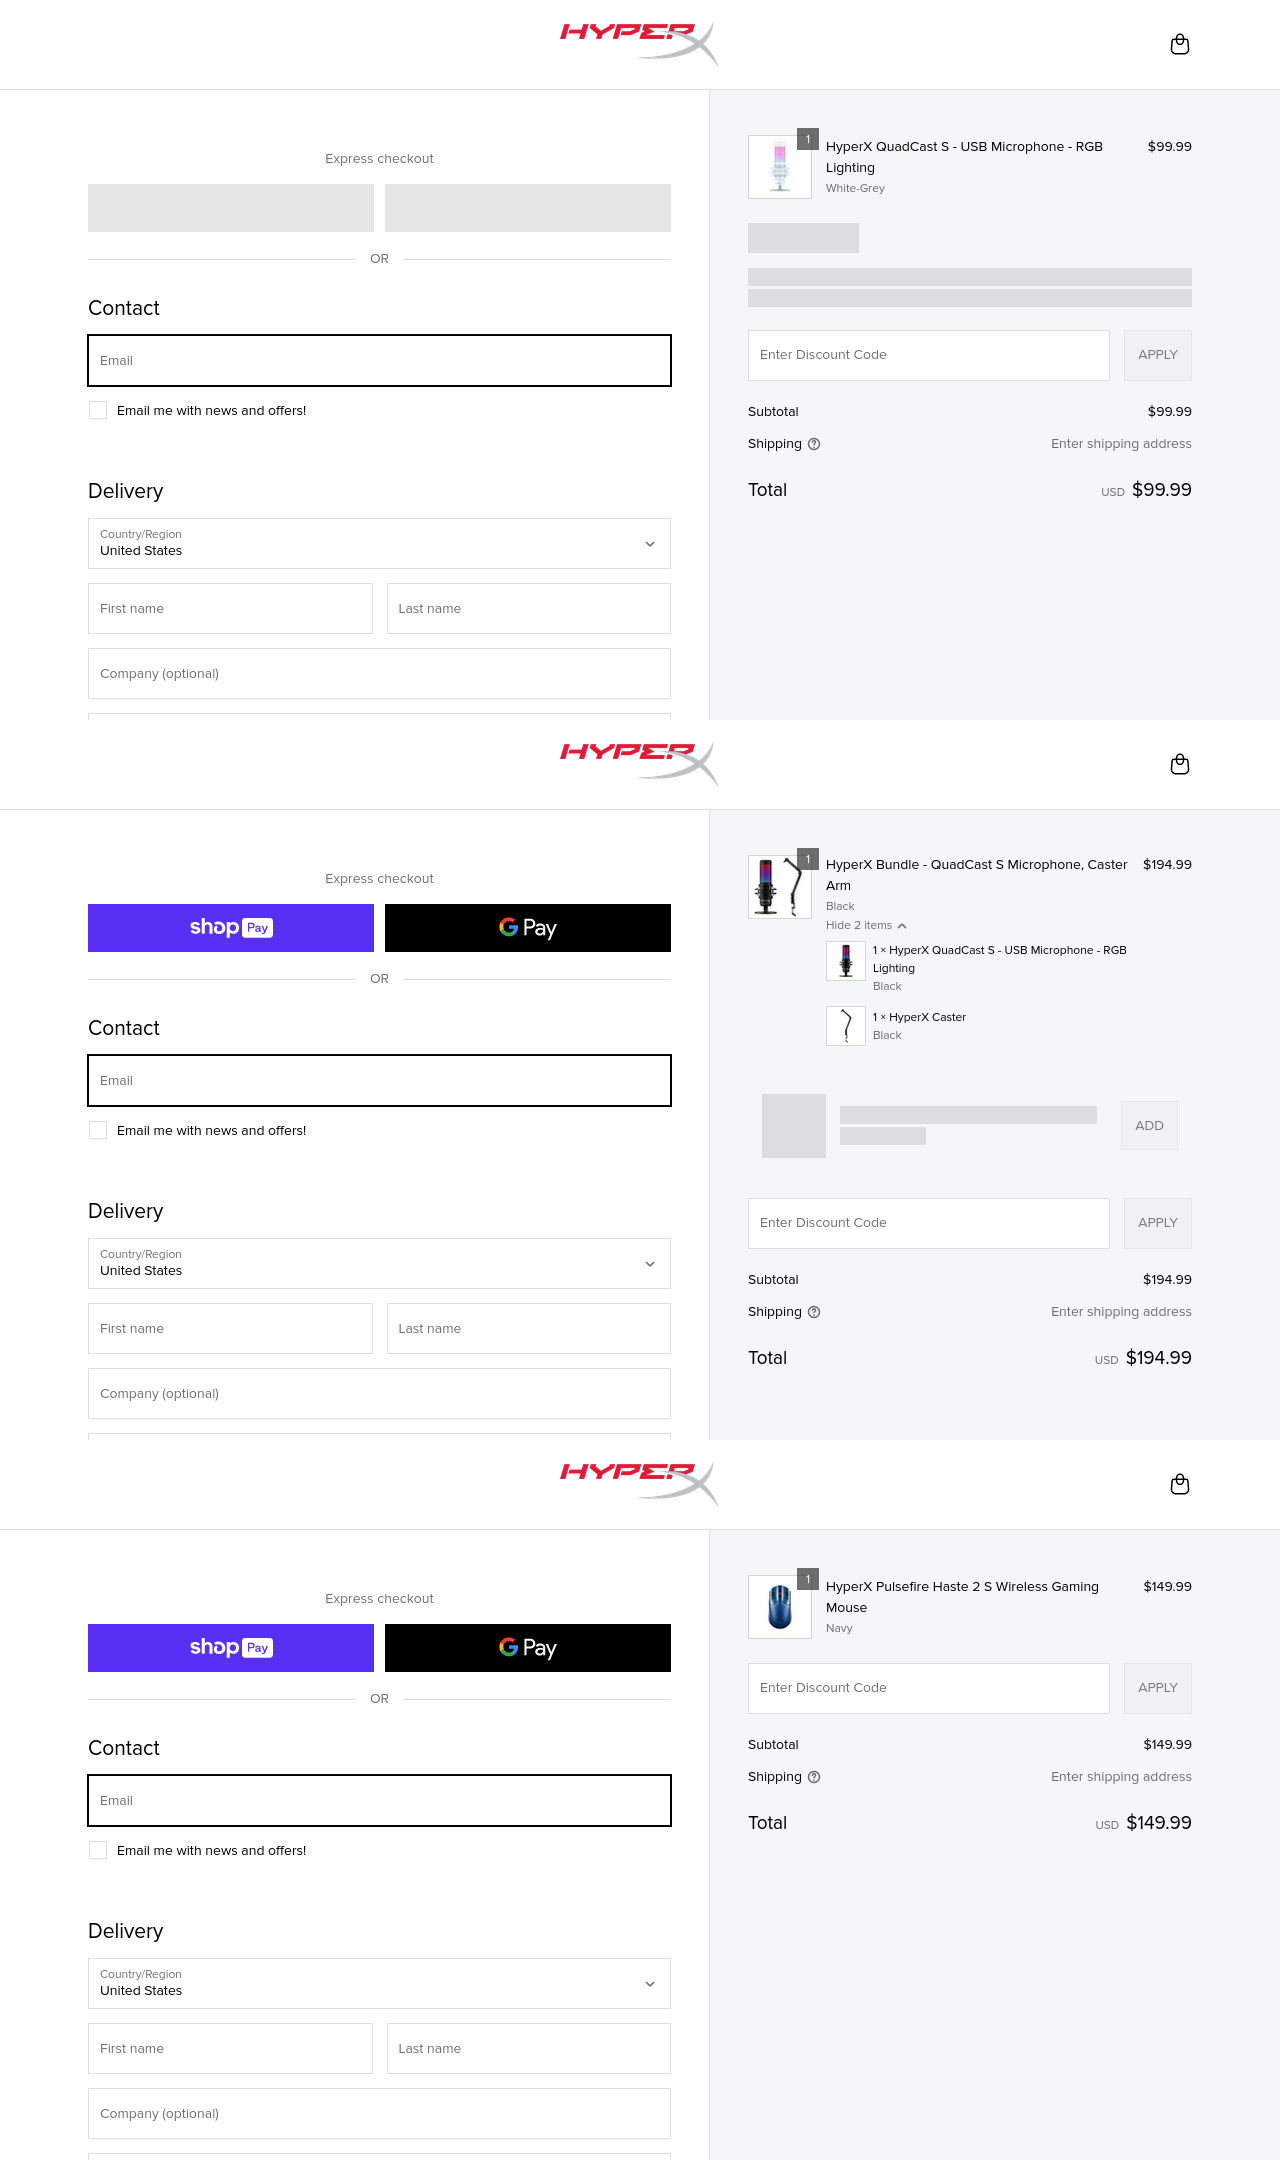 HYPERX
Express checkout
OR
Contact
Email
Email me with news and offers!
Delivery
Country/Region
United States
First name
Last name
Company (optional)
1
HyperX QuadCast S - USB Microphone - RGB
Lighting
White-Grey
$99.99
Enter Discount Code
APPLY
Subtotal
$99.99
Shipping
Enter shipping address
Total
USD $99.99
HYPERX
Express checkout
shop Pay
G Pay
OR
Contact
Email
Email me with news and offers!
Delivery
Country/Region
United States
First name
Last name
Company (optional)
1
HyperX Bundle - QuadCast S Microphone, Caster
Arm
$194.99
Black
Hide 2 items
1 × HyperX QuadCast S - USB Microphone - RGB
Lighting
Black
1 × HyperX Caster
Black
ADD
Enter Discount Code
APPLY
Subtotal
$194.99
Shipping
Enter shipping address
Total
USD $194.99
HYPERX
Express checkout
shop Pay
G Pay
OR
Contact
Email
Email me with news and offers!
Delivery
Country/Region
United States
First name
Last name
Company (optional)
1
HyperX Pulsefire Haste 2 S Wireless Gaming
Mouse
$149.99
Navy
Enter Discount Code
APPLY
Subtotal
$149.99
Shipping
Enter shipping address
Total
USD $149.99